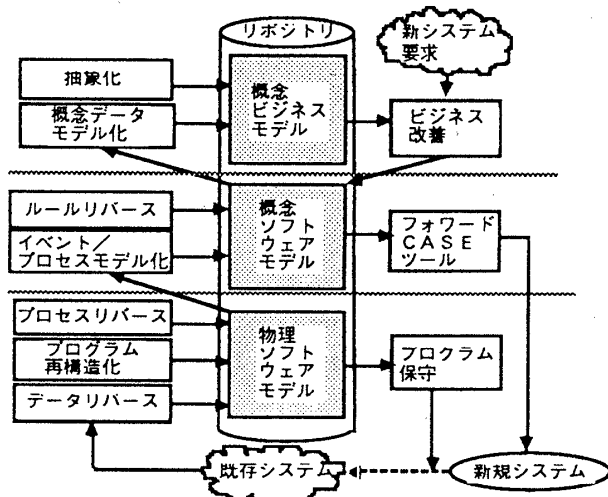 リポジトリ
新システム
要求
抽象化
概念データ
モデル化
概念
ビジネス
モデル
ビジネス
改善
ルールリバース
イベント／
プロセスモデル化
概念
ソフト
ウェア
モデル
フォワード
CASE
ツール
プロセスリバース
プログラム
再構造化
データリバース
物理
ソフト
ウェア
モデル
プログラム
保守
既存システム
新規システム